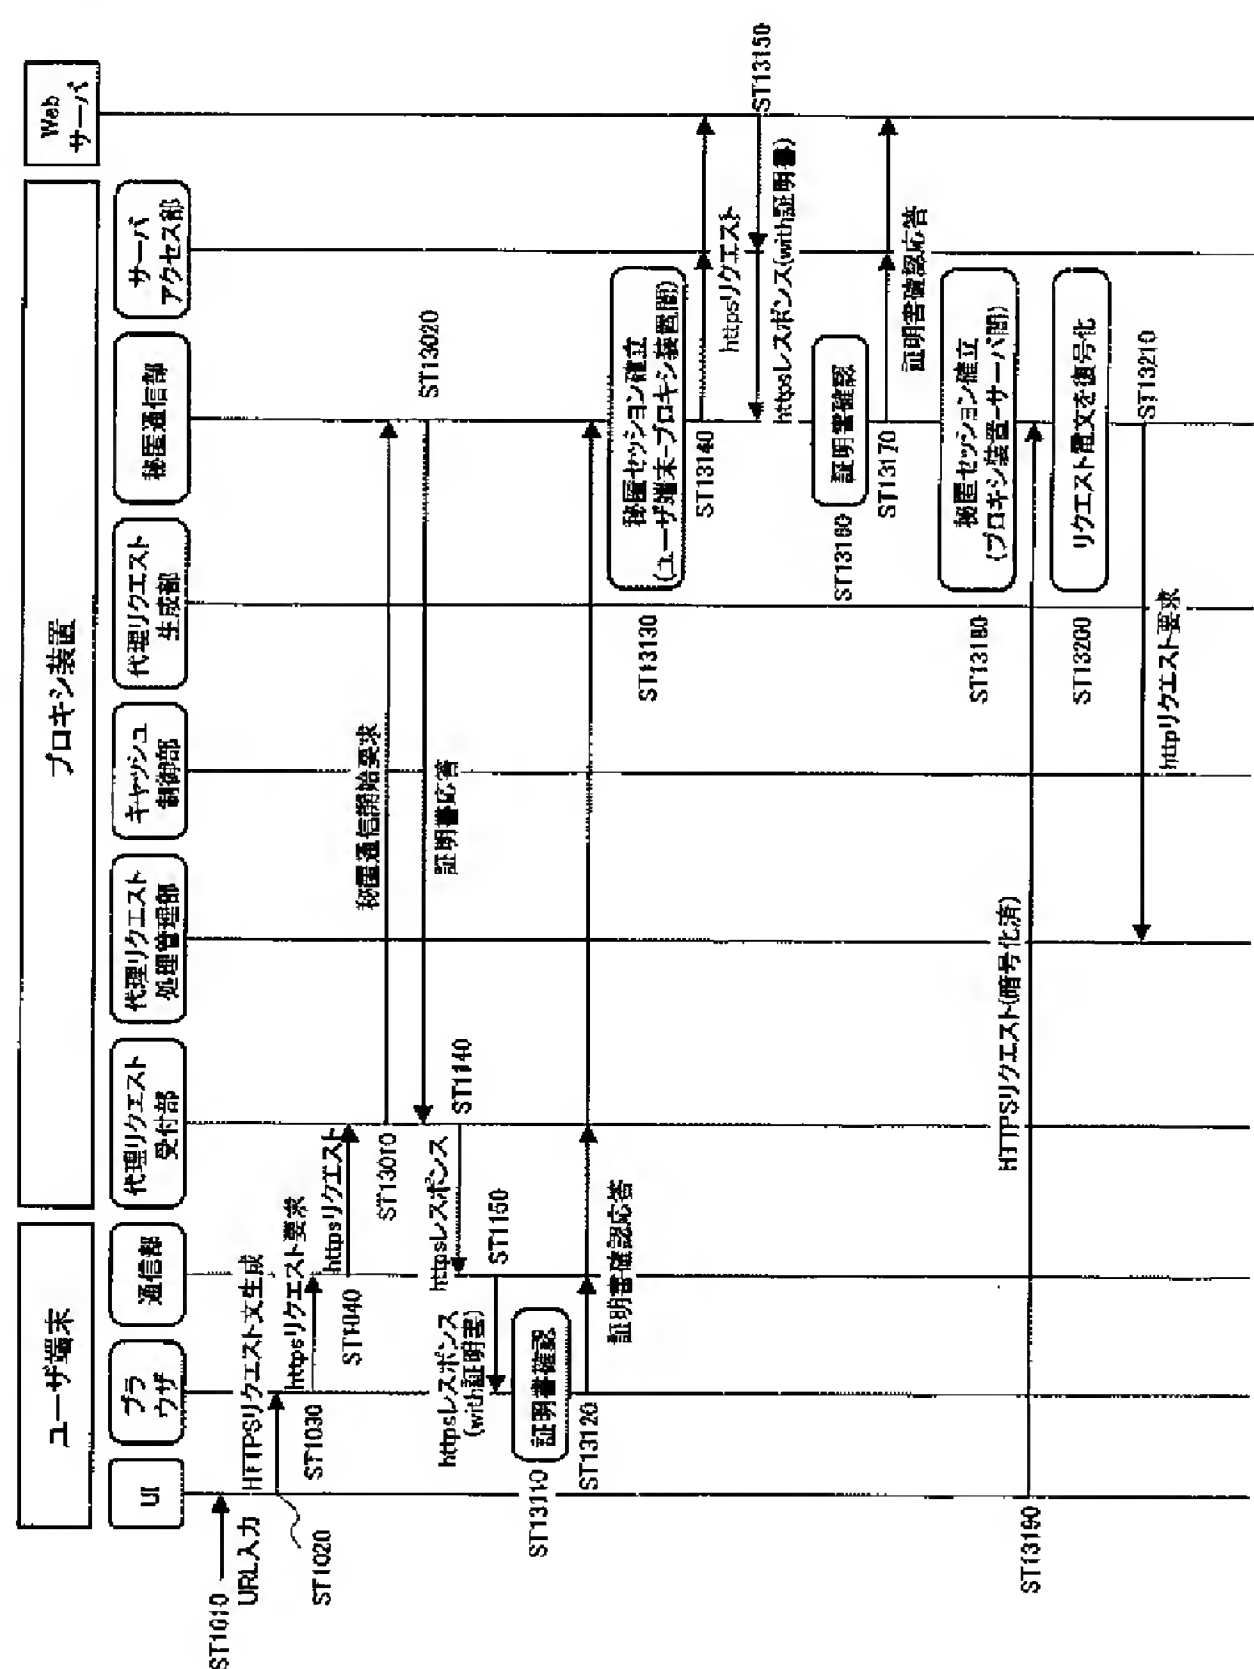 ユーザ端末
プロキシ装置
Web
サーバ
UI
ブラ
ウザ
通信部
代理リクエスト
受付部
代理リクエスト
処理管理部
キャッシュ
制御部
代理リクエスト
生成部
秘匿通信部
サーバ
アクセス部
ST1010
URL入力
ST1020
HTTPSリクエスト文生成
ST1030
httpsリクエスト要求
ST1040
httpsリクエスト
ST13010
秘匿通信開始要求
ST13020
証明書応答
ST1140
httpsレスポンス
ST1150
httpsレスポンス
(with証明書)
ST13110
証明書確認
ST13120
証明書確認応答
ST13130
秘匿セッション確立
(ユーザ端末-プロキシ装置間)
ST13140
httpsリクエスト
ST13150
httpsレスポンス(with証明書)
ST13160
証明書確認
ST13170
証明書確認応答
ST13180
秘匿セッション確立
(プロキシ装置-サーバ間)
ST13190
HTTPSリクエスト(暗号化済)
ST13200
リクエスト電文を復号化
ST13210
httpリクエスト要求